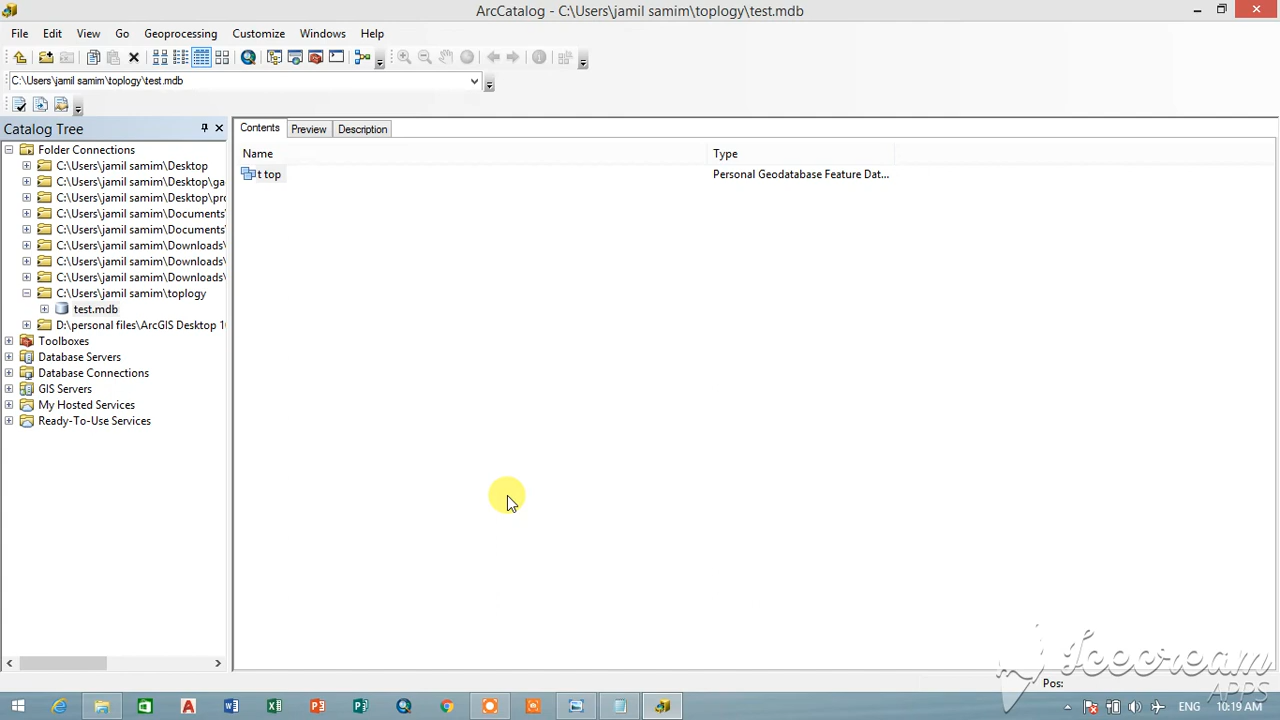 ArcCatalog - C:\Users\jamil samim\toplogy\test.mdb
File Edit View Go Geoprocessing Customize Windows Help
C:\Users\jamil samim\toplogy\test.mdb
Catalog Tree
Folder Connections
C:\Users\jamil samim\Desktop
C:\Users\jamil samim\Desktop\ga
C:\Users\jamil samim\Desktop\pro
C:\Users\jamil samim\Documents'
C:\Users\jamil samim\Documents'
C:\Users\jamil samim\Downloads\
C:\Users\jamil samim\Downloads\
C:\Users\jamil samim\Downloads\
C:\Users\jamil samim\toplogy
test.mdb
D:\personal files\ArcGIS Desktop 10
Toolboxes
Database Servers
Database Connections
GIS Servers
My Hosted Services
Ready-To-Use Services
Contents Preview Description
Name Type
t top Personal Geodatabase Feature Dat...
Icecream
APPS
Pos:
ENG 10:19 AM